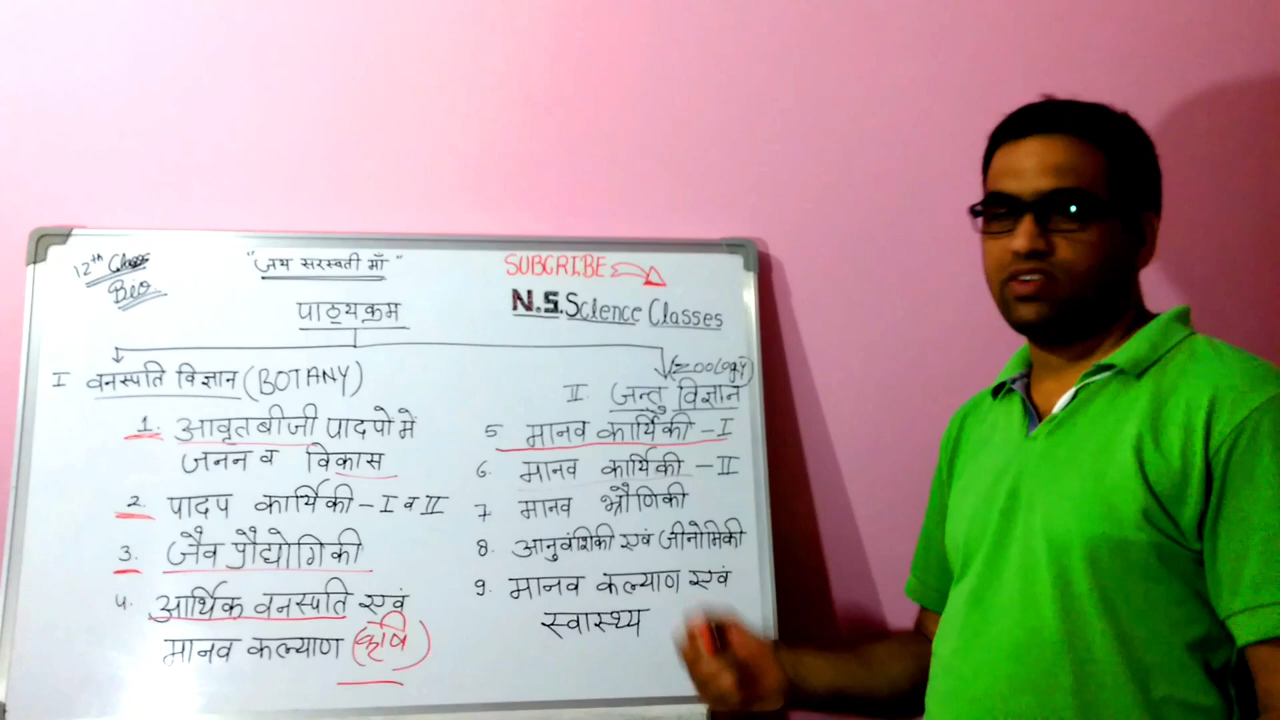 12th Class
Bio.
"जय सरस्वती माँ"
SUBCRIBE
N.S. Science Classes
पाठ्यक्रम
I वनस्पति विज्ञान (BOTANY)
1. आवृतबीजी पादपो में
जनन व विकास
2. पादप कार्यिकी - I व II
3. जैव प्रौद्योगिकी
4. आर्थिक वनस्पति एवं
मानव कल्याण (कृषि)
(Zoology)
II. जन्तु विज्ञान
5 मानव कार्यिकी - I
6. मानव कार्यिकी - II
7 मानव भ्रौणिकी
8. आनुवंशिकी एवं जीनोमिकी
9. मानव कल्याण एवं
स्वास्थ्य